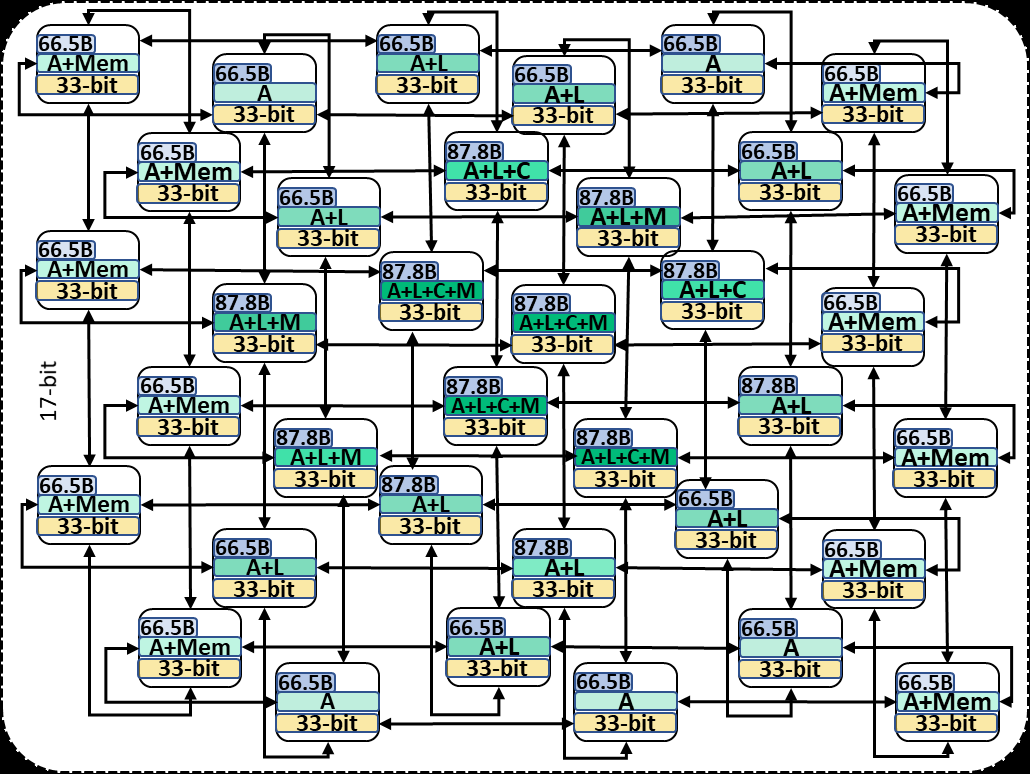 66.5B
A+Mem
33-bit
66.5B
A
33-bit
66.5B
A+L
33-bit
66.5B
A+L
33-bit
66.5B
A
33-bit
66.5B
A+Mem
33-bit
66.5B
A+Mem
33-bit
66.5B
A+L
33-bit
87.8B
A+L+C
33-bit
87.8B
A+L+M
33-bit
66.5B
A+L
33-bit
66.5B
A+Mem
33-bit
66.5B
A+Mem
33-bit
87.8B
A+L+M
33-bit
87.8B
A+L+C+M
33-bit
87.8B
A+L+C+M
33-bit
87.8B
A+L+C
33-bit
66.5B
A+Mem
33-bit
17-bit
66.5B
A+Mem
33-bit
87.8B
A+L+M
33-bit
87.8B
A+L+C+M
33-bit
87.8B
A+L+C+M
33-bit
87.8B
A+L
33-bit
66.5B
A+Mem
33-bit
66.5B
A+Mem
33-bit
66.5B
A+L
33-bit
87.8B
A+L
33-bit
87.8B
A+L
33-bit
66.5B
A+L
33-bit
66.5B
A+Mem
33-bit
66.5B
A+Mem
33-bit
66.5B
A
33-bit
66.5B
A+L
33-bit
66.5B
A
33-bit
66.5B
A
33-bit
66.5B
A+Mem
33-bit